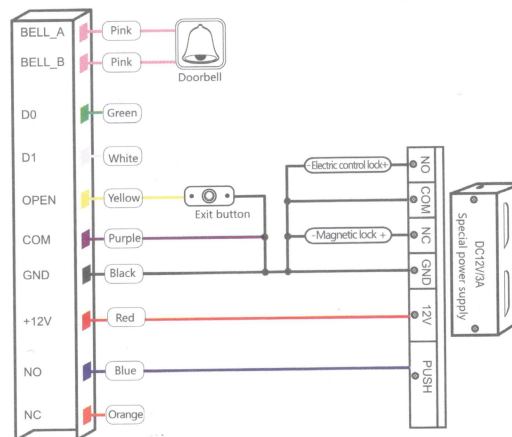 BELL_A Pink
BELL_B Pink
Doorbell
D0 Green
D1 White
OPEN Yellow
Exit button
COM Purple
GND Black
+12V Red
NO Blue
NC Orange
- Electric control lock+
- Magnetic lock +
NO
COM
NC
GND
12V
PUSH
DC12V/3A
Special power supply